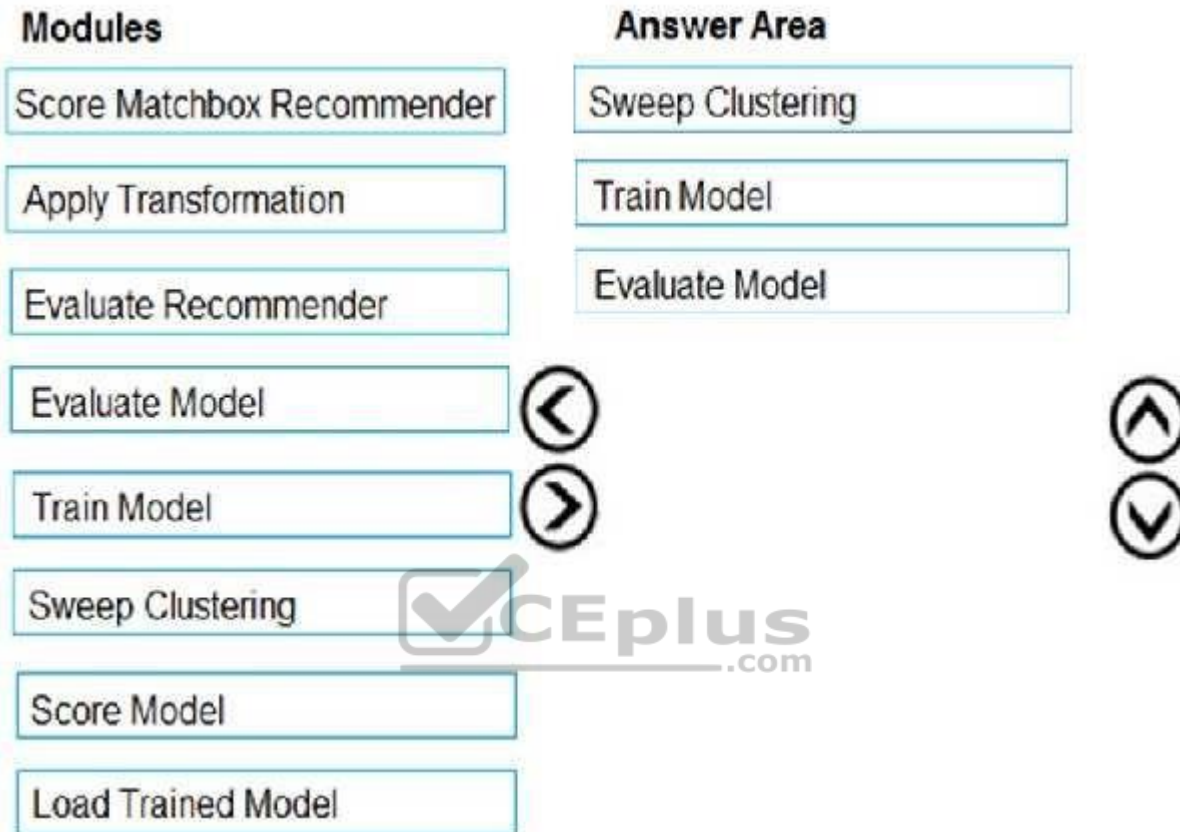 Modules
Answer Area
Score Matchbox Recommender
Sweep Clustering
Apply Transformation
Train Model
Evaluate Recommender
Evaluate Model
Evaluate Model
Train Model
Sweep Clustering
CEplus
.com
Score Model
Load Trained Model